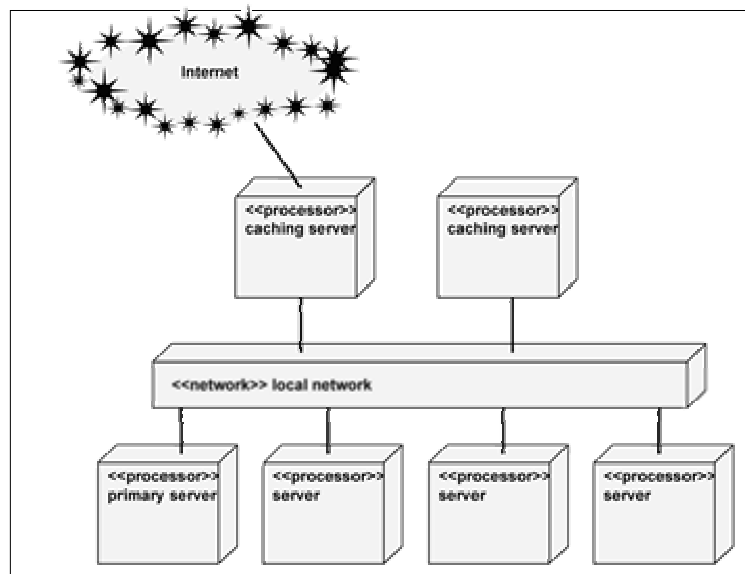 Internet
<<processor>>
caching server
<<processor>>
caching server
<<network>> local network
<<processor>>
primary server
<<processor>>
server
<<processor>>
server
<<processor>>
server